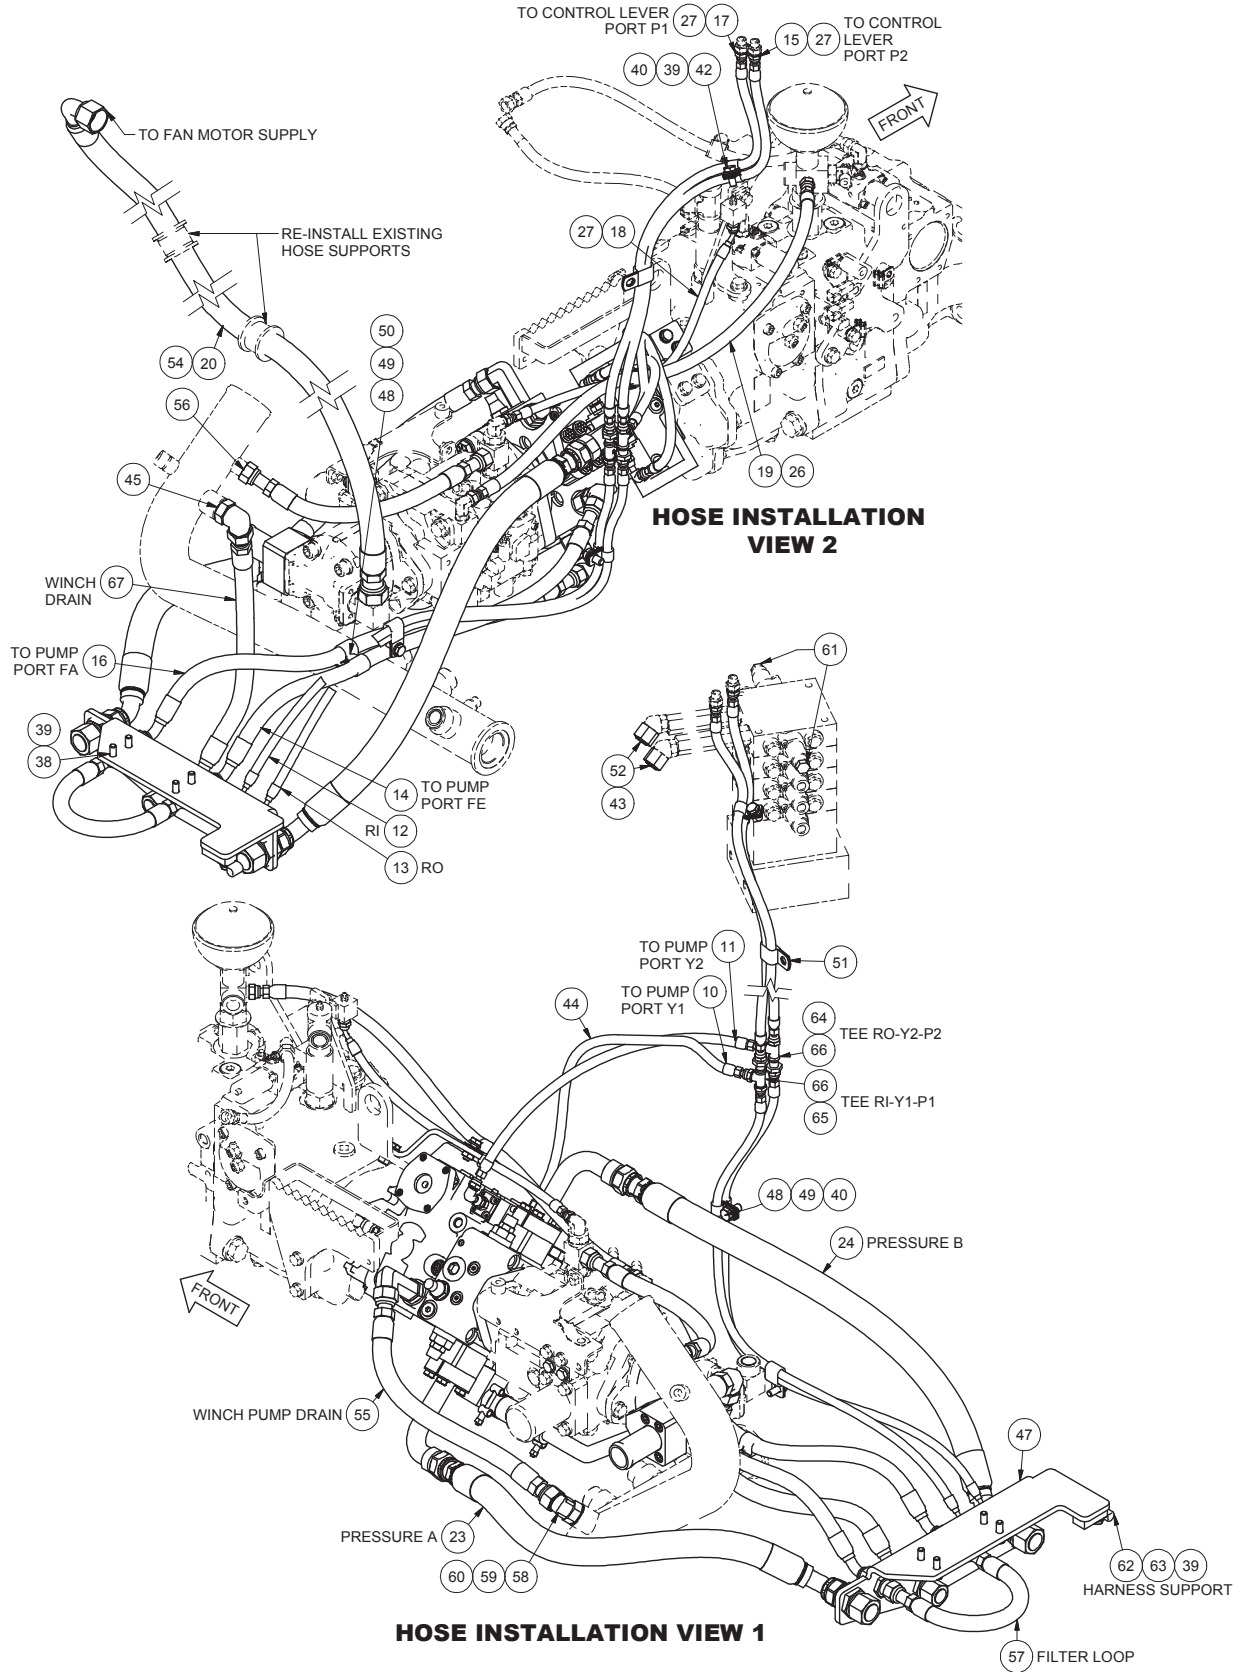 TO CONTROL LEVER
PORT P1
27 17
15 27
TO CONTROL
LEVER
PORT P2
40 39 42
FRONT
TO FAN MOTOR SUPPLY
27 18
RE-INSTALL EXISTING
HOSE SUPPORTS
50
49
48
54 20
56
45
19 26
HOSE INSTALLATION
VIEW 2
WINCH
DRAIN
67
TO PUMP
PORT FA
16
61
39
38
52
43
14
TO PUMP
PORT FE
RI 12
13 RO
TO PUMP
PORT Y2
11
51
TO PUMP
PORT Y1
10
44
64
TEE RO-Y2-P2
66
66
TEE RI-Y1-P1
65
48 49 40
24 PRESSURE B
FRONT
WINCH PUMP DRAIN 55
47
PRESSURE A 23
60 59 58
62 63 39
HARNESS SUPPORT
HOSE INSTALLATION VIEW 1
57 FILTER LOOP